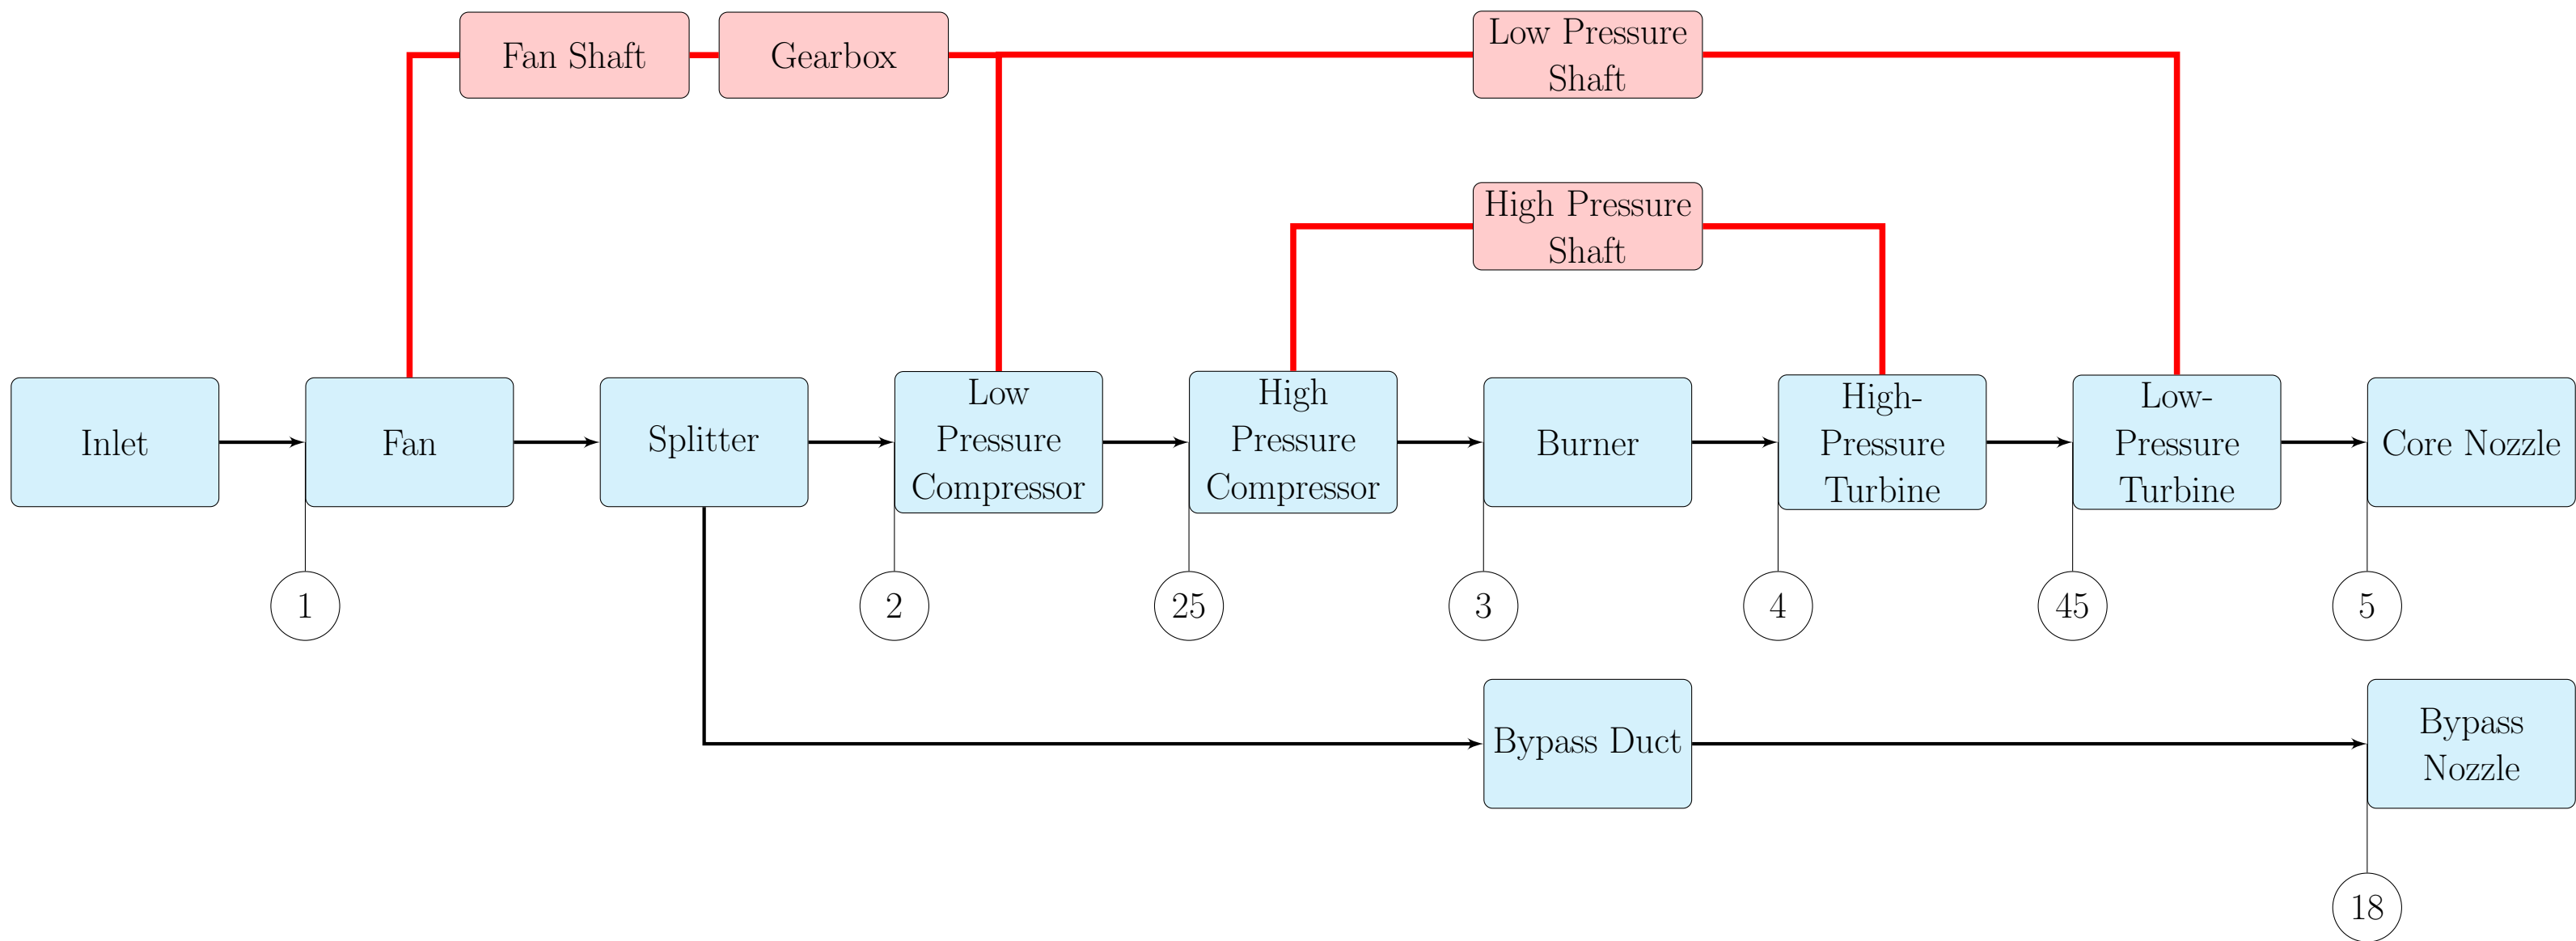 Fan Shaft
Gearbox
Low Pressure
Shaft
High Pressure
Shaft
Inlet
Fan
Splitter
Low
Pressure
Compressor
High
Pressure
Compressor
Burner
High-
Pressure
Turbine
Low-
Pressure
Turbine
Core Nozzle
1
2
25
3
4
45
5
Bypass Duct
Bypass
Nozzle
18